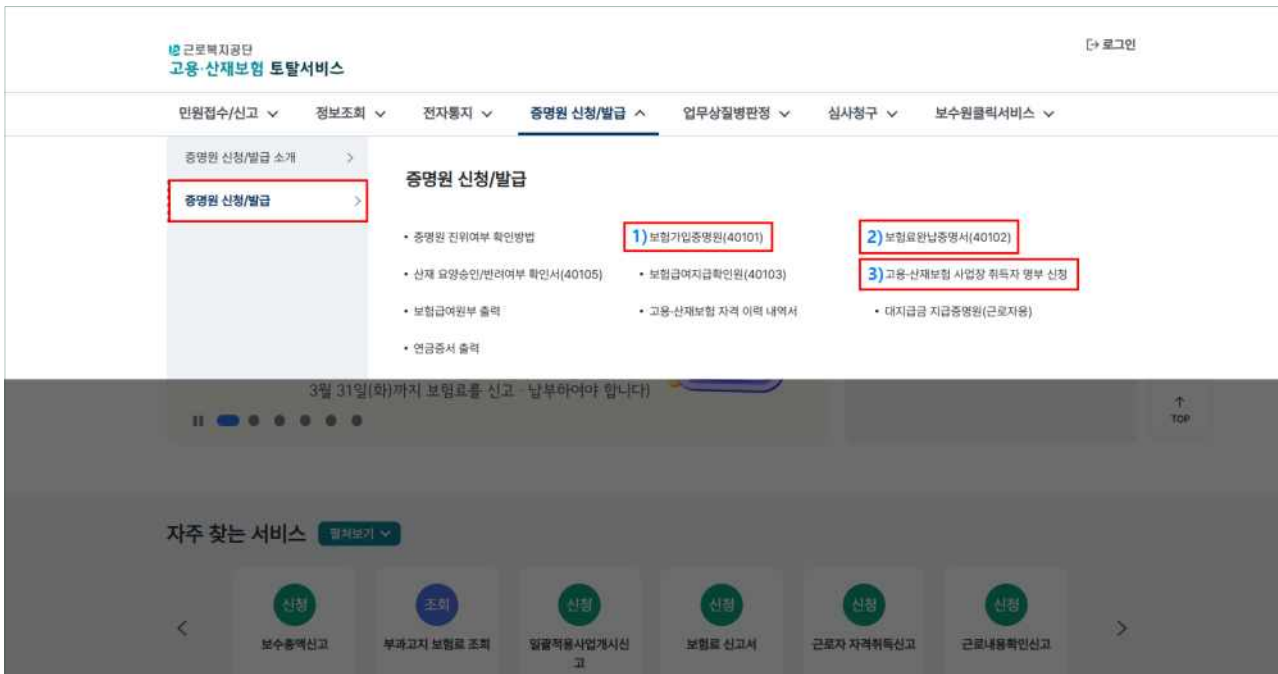 근로복지공단
로그인
고용·산재보험 토탈서비스
민원접수/신고 정보조회 전자통지 증명원 신청/발급 업무상질병판정 심사청구 보수원클릭서비스
증명원 신청/발급 소개
증명원 신청/발급
증명원 신청/발급
• 증명원 진위여부 확인방법 1) 보험가입증명원(40101) 2) 보험료완납증명서(40102)
• 산재 요양승인/반려여부 확인서(40105) • 보험급여지급확인원(40103) 3) 고용·산재보험 사업장 취득자 명부 신청
• 보험급여원부 출력 • 고용·산재보험 자격 이력 내역서 • 대지급금 지급증명원(근로자용)
• 연금증서 출력
3월 31일(화)까지 보험료를 신고·납부하여야 합니다)
TOP
자주 찾는 서비스 펼쳐보기
신청 조회 신청 신청 신청 신청
보수총액신고 부과고지 보험료 조회 일괄적용사업개시신 보험료 신고서 근로자 자격취득신고 근로내용확인신고
고